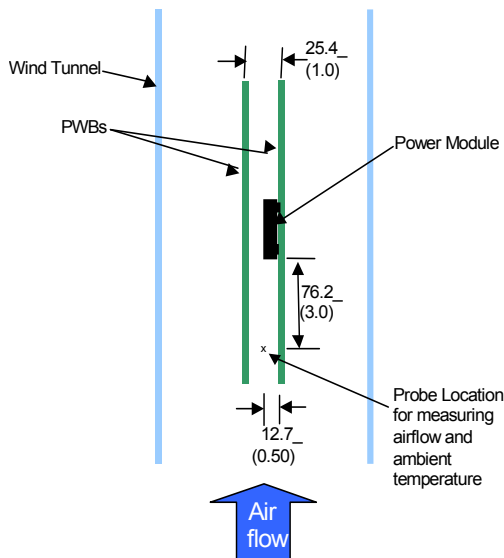 25.4_
(1.0)
Wind Tunnel
PWBs
Power Module
76.2_
(3.0)
x
Probe Location
for measuring
airflow and
ambient
temperature
12.7_
(0.50)
Air
flow